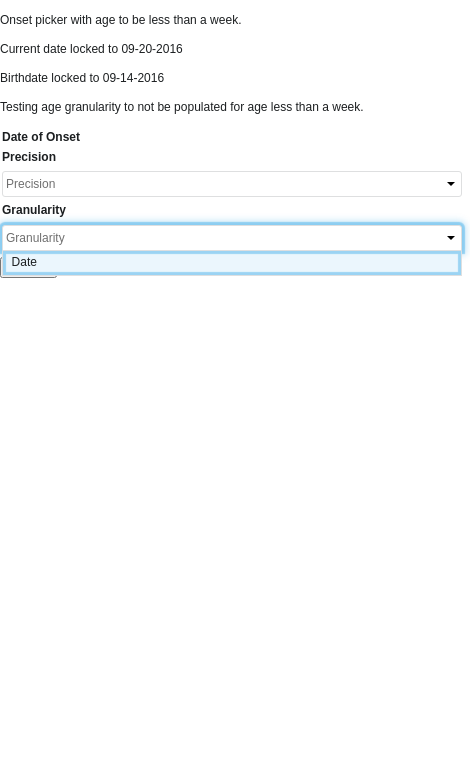 Onset picker with age to be less than a week.
Current date locked to 09-20-2016
Birthdate locked to 09-14-2016
Testing age granularity to not be populated for age less than a week.
Date of Onset
Precision
Precision
Granularity
Granularity
Date